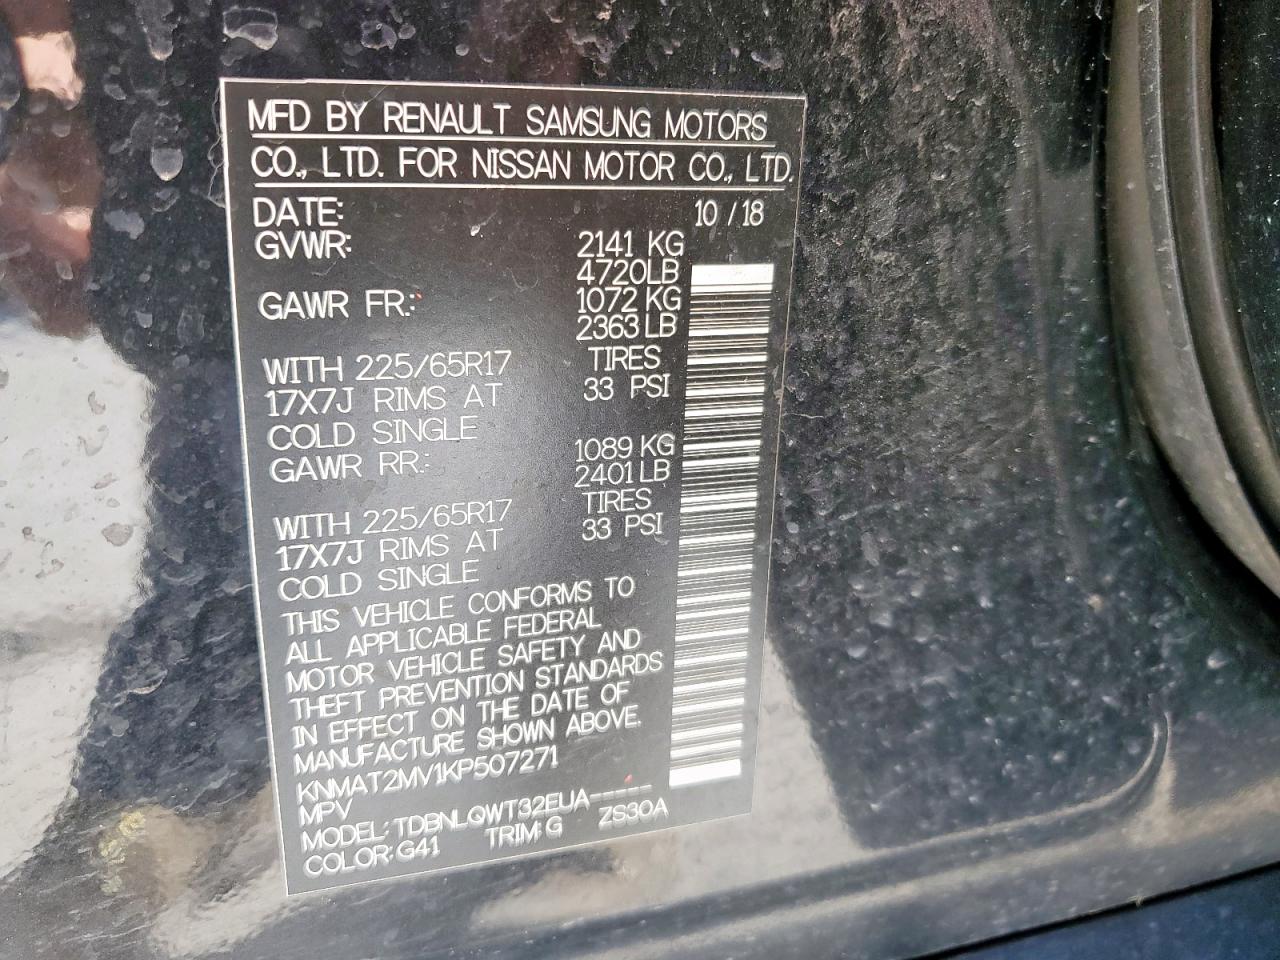 MFD BY RENAULT SAMSUNG MOTORS
CO., LTD. FOR NISSAN MOTOR CO., LTD.
DATE: 10 / 18
GVWR: 2141 KG
4720LB
GAWR FR.: 1072 KG
2363 LB
WITH 225/65R17 TIRES
17X7J RIMS AT 33 PSI
COLD SINGLE
GAWR RR.: 1089 KG
2401 LB
WITH 225/65R17 TIRES
17X7J RIMS AT 33 PSI
COLD SINGLE
THIS VEHICLE CONFORMS TO
ALL APPLICABLE FEDERAL
MOTOR VEHICLE SAFETY AND
THEFT PREVENTION STANDARDS
IN EFFECT ON THE DATE OF
MANUFACTURE SHOWN ABOVE.
KNMAT2MV1KP507271
MPV
MODEL: TDBNLQWT32EUA-----
COLOR: G41 TRIM: G ZS30A